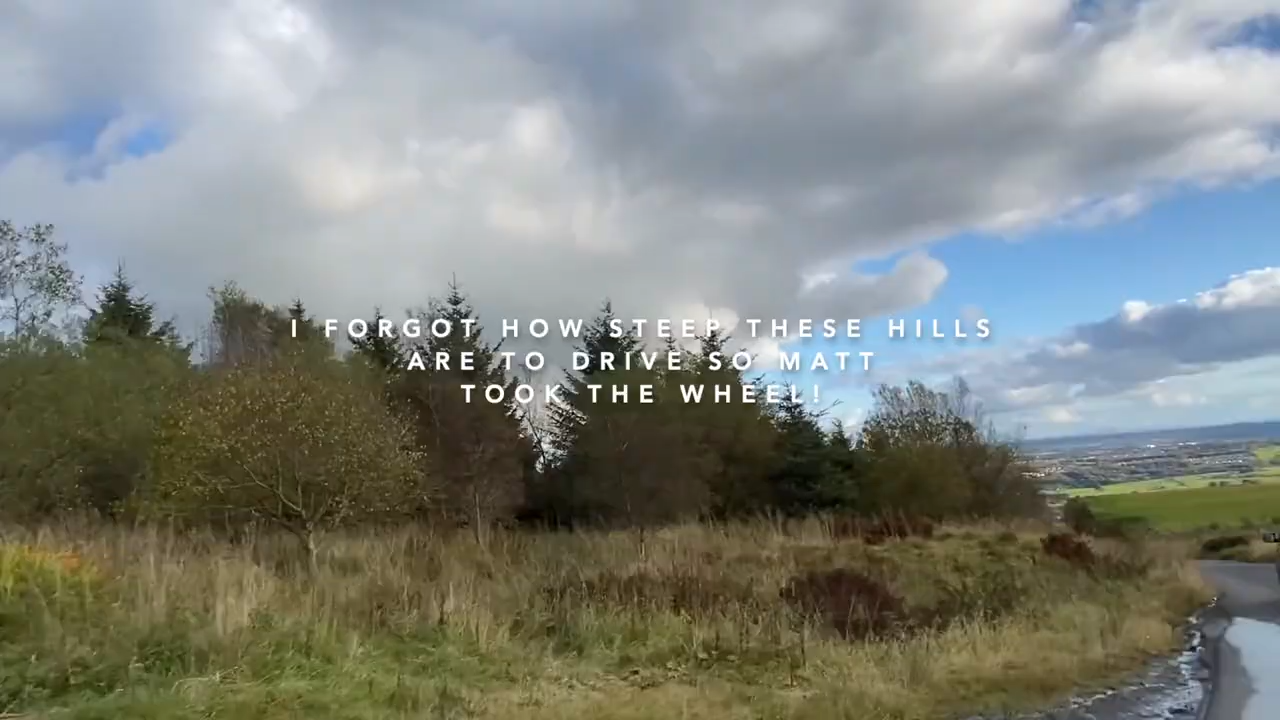 I FORGOT HOW STEEP THESE HILLS
ARE TO DRIVE SO MATT
TOOK THE WHEEL!